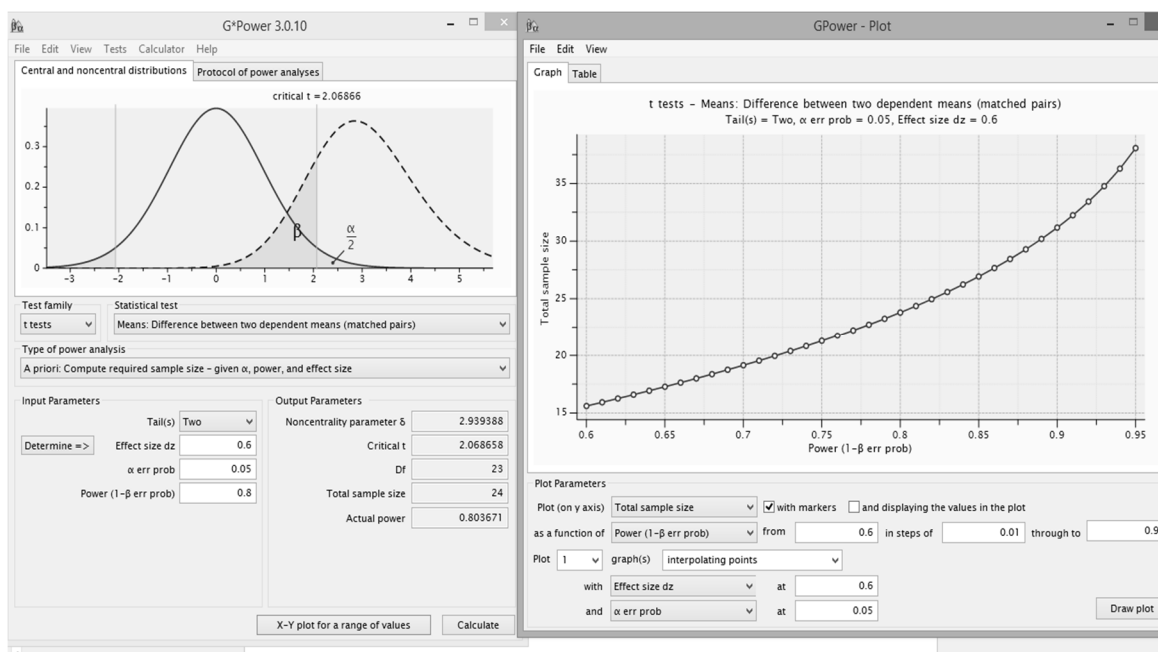 G*Power 3.0.10
File Edit View Tests Calculator Help
Central and noncentral distributions Protocol of power analyses
critical t = 2.06866
0.3
0.2
0.1
0
β
α
2
-3 -2 -1 0 1 2 3 4 5
Test family Statistical test
t tests Means: Difference between two dependent means (matched pairs)
Type of power analysis
A priori: Compute required sample size - given α, power, and effect size
Input Parameters Output Parameters
Tail(s) Two Noncentrality parameter δ 2.939388
Determine => Effect size dz 0.6 Critical t 2.068658
α err prob 0.05 Df 23
Power (1-β err prob) 0.8 Total sample size 24
Actual power 0.803671
X-Y plot for a range of values Calculate
GPower - Plot
File Edit View
Graph Table
t tests - Means: Difference between two dependent means (matched pairs)
Tail(s) = Two, α err prob = 0.05, Effect size dz = 0.6
Total sample size
35
30
25
20
15
0.6 0.65 0.7 0.75 0.8 0.85 0.9 0.95
Power (1-β err prob)
Plot Parameters
Plot (on y axis) Total sample size with markers and displaying the values in the plot
as a function of Power (1-β err prob) from 0.6 in steps of 0.01 through to 0.9
Plot 1 graph(s) interpolating points
with Effect size dz at 0.6
and α err prob at 0.05
Draw plot